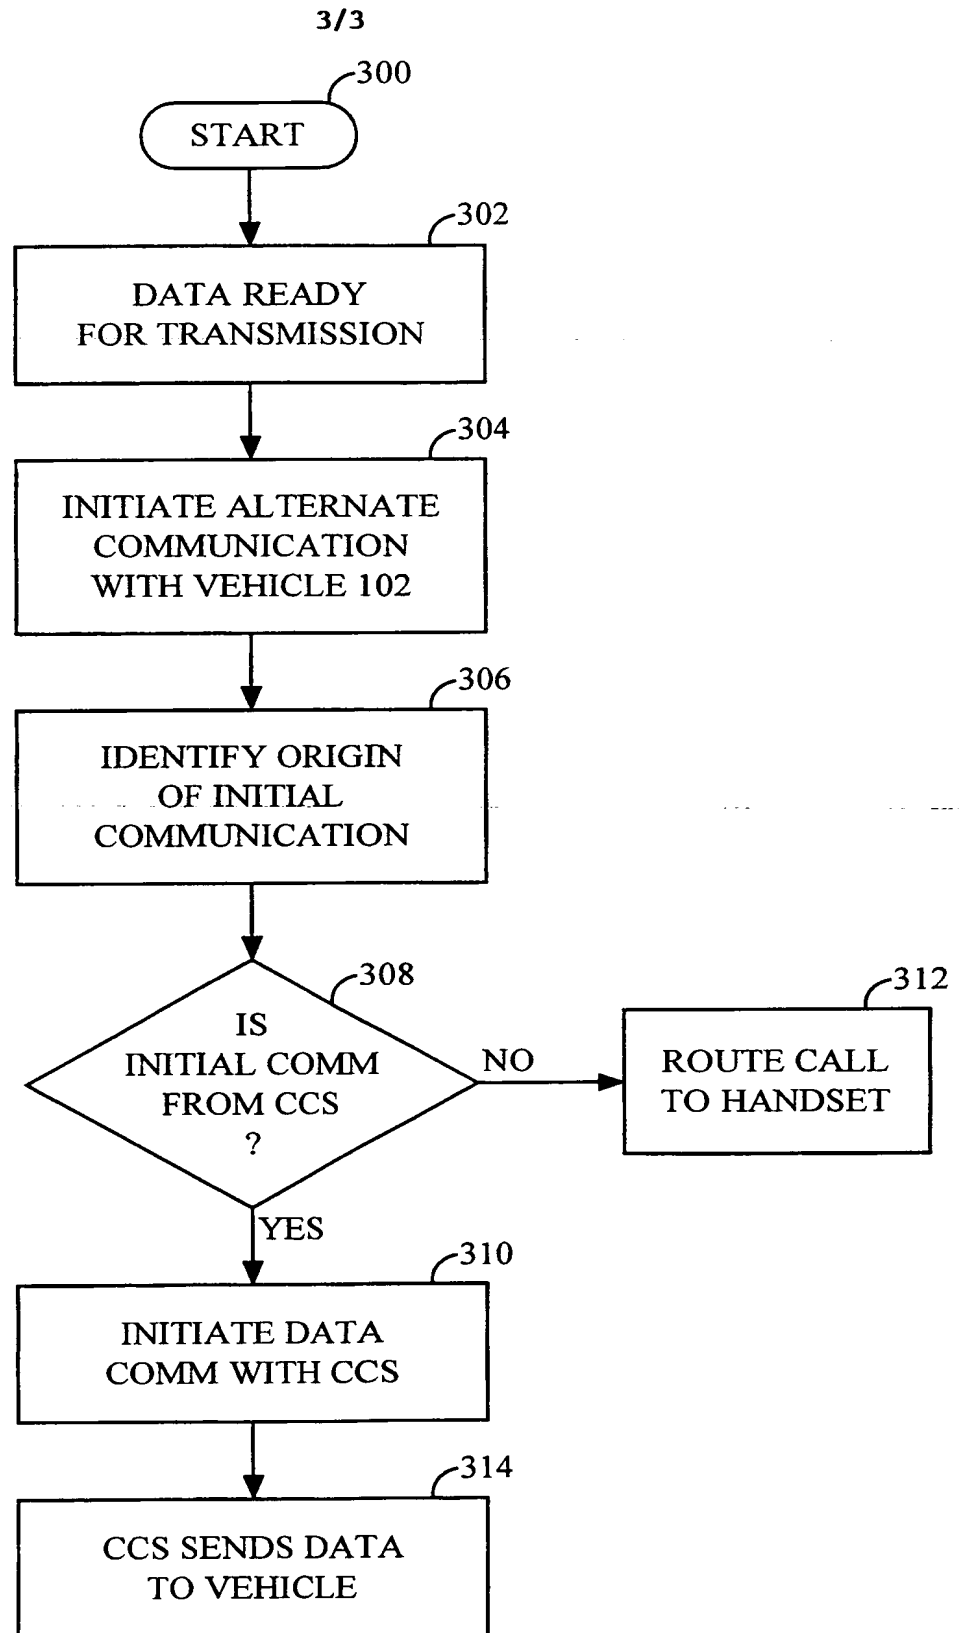 3/3
300
START
302
DATA READY
FOR TRANSMISSION
304
INITIATE ALTERNATE
COMMUNICATION
WITH VEHICLE 102
306
IDENTIFY ORIGIN
OF INITIAL
COMMUNICATION
308
IS
INITIAL COMM
FROM CCS
?
NO
312
ROUTE CALL
TO HANDSET
YES
310
INITIATE DATA
COMM WITH CCS
314
CCS SENDS DATA
TO VEHICLE